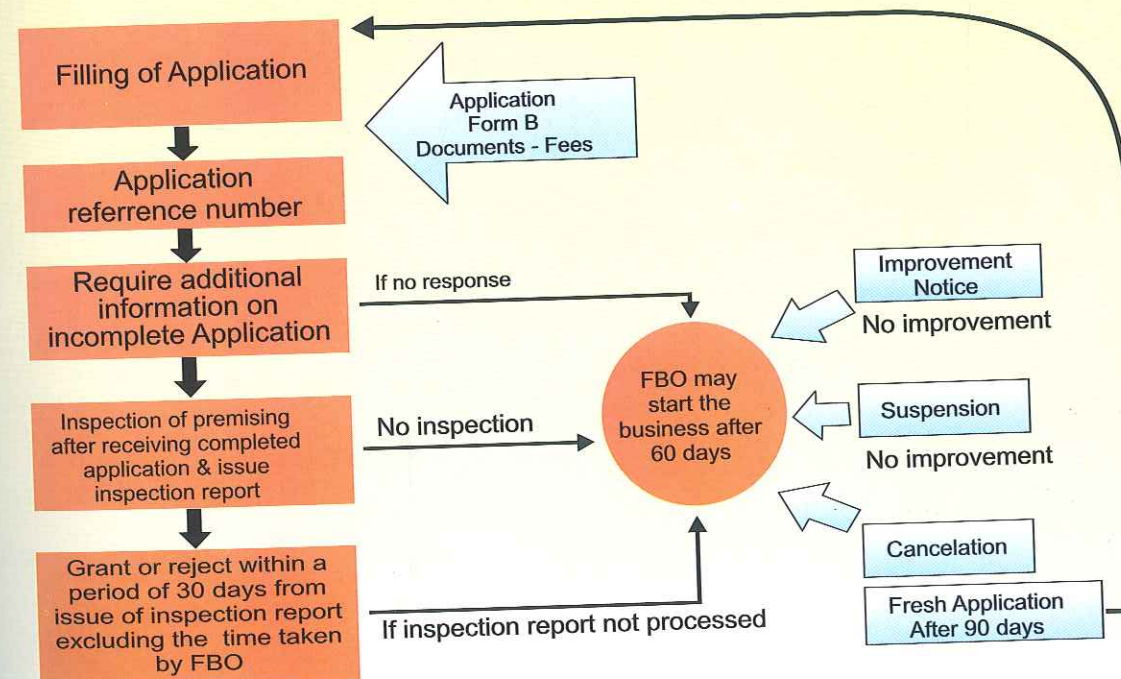 Filling of Application
Application
Form B
Documents - Fees
Application
referrence number
Require additional
information on
incomplete Application
If no response
Improvement
Notice
No improvement
Inspection of premising
after receiving completed
application & issue
inspection report
No inspection
FBO may
start the
business after
60 days
Suspension
No improvement
Grant or reject within a
period of 30 days from
issue of inspection report
excluding the time taken
by FBO
If inspection report not processed
Cancelation
Fresh Application
After 90 days